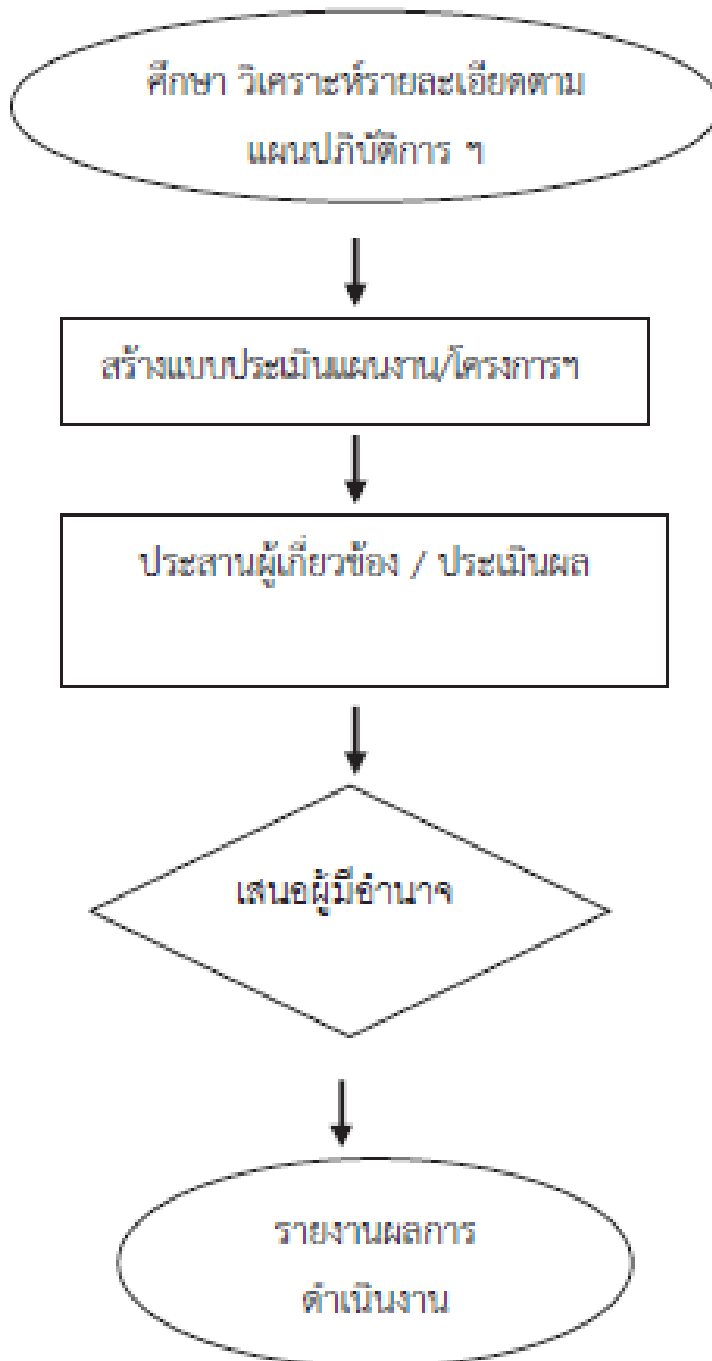 ศึกษา วิเคราะห์รายละเอียดตาม
แผนปฏิบัติการ ฯ
สร้างแบบประเมินแผนงาน/โครงการฯ
ประสานผู้เกี่ยวข้อง / ประเมินผล
เสนอผู้มีอำนาจ
รายงานผลการ
ดำเนินงาน